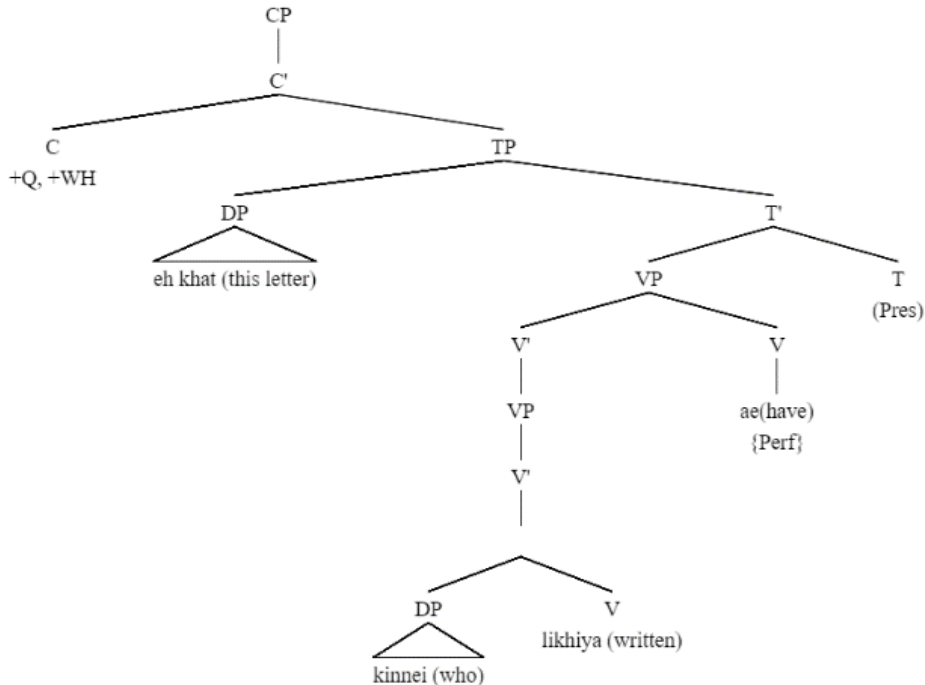 CP
C'
C TP
+Q, +WH
DP T'
eh khat (this letter) VP T
(Pres)
V' V
VP ae(have)
{Perf}
V'
DP V
likhiya (written)
kinnei (who)